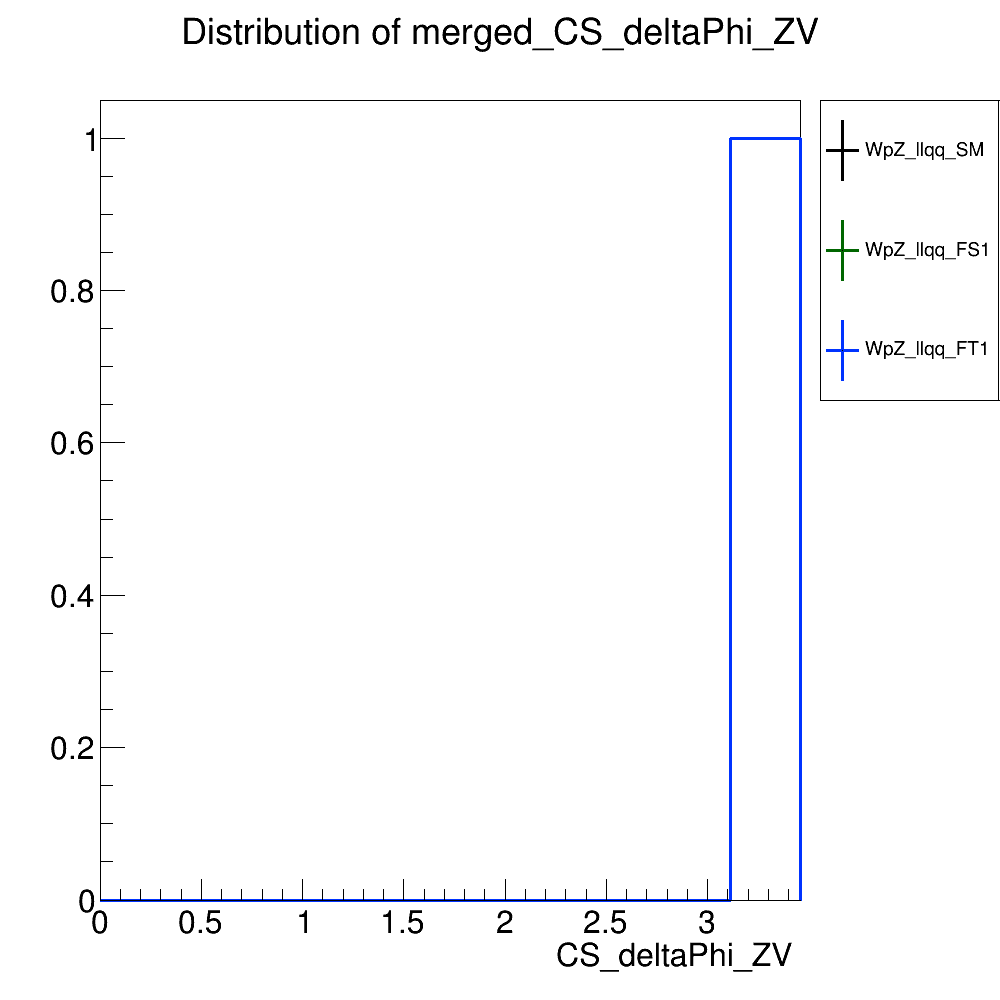 Distribution of merged_CS_deltaPhi_ZV
WpZ_llqq_SM
WpZ_llqq_FS1
WpZ_llqq_FT1
1
0.8
0.6
0.4
0.2
0
0 0.5 1 1.5 2 2.5 3
CS_deltaPhi_ZV